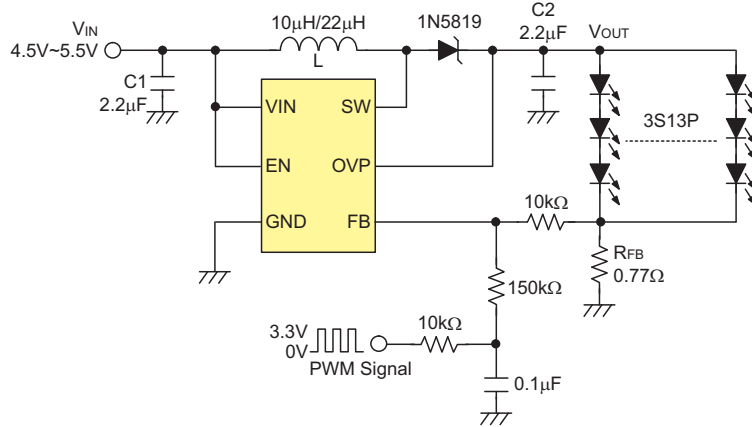 VIN
4.5V~5.5V
10μH/22μH
L
1N5819
C2
2.2μF
VOUT
C1
2.2μF
VIN
SW
3S13P
EN
OVP
GND
FB
10kΩ
RFB
0.77Ω
150kΩ
3.3V
0V
10kΩ
PWM Signal
0.1μF